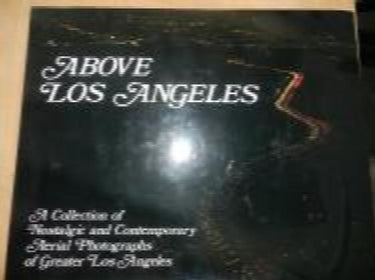 ABOVE
LOS ANGELES
A Collection of
Nostalgic and Contemporary
Aerial Photographs
of Greater Los Angeles